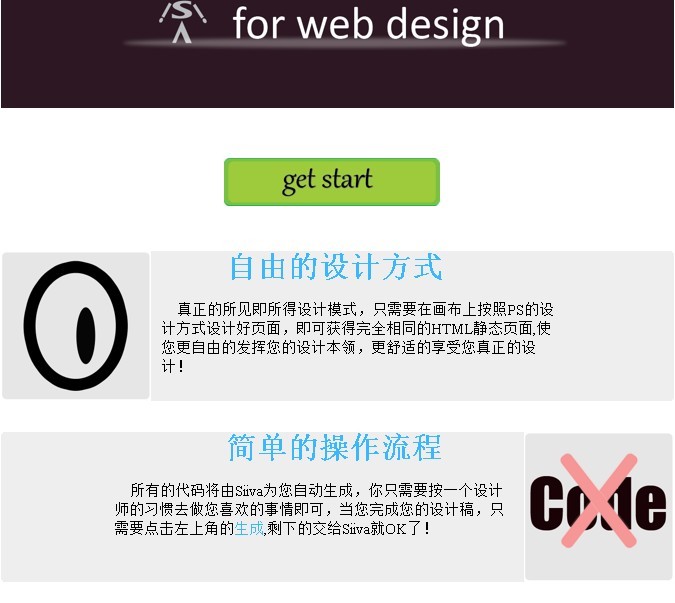 for web design
get start
自由的设计方式
真正的所见即所得设计模式，只需要在画布上按照PS的设
计方式设计好页面，即可获得完全相同的HTML静态页面,使
您更自由的发挥您的设计本领，更舒适的享受您真正的设
计！
简单的操作流程
所有的代码将由Siiva为您自动生成，你只需要按一个设计
师的习惯去做您喜欢的事情即可，当您完成您的设计稿，只
需要点击左上角的生成,剩下的交给Siiva就OK了！
Code